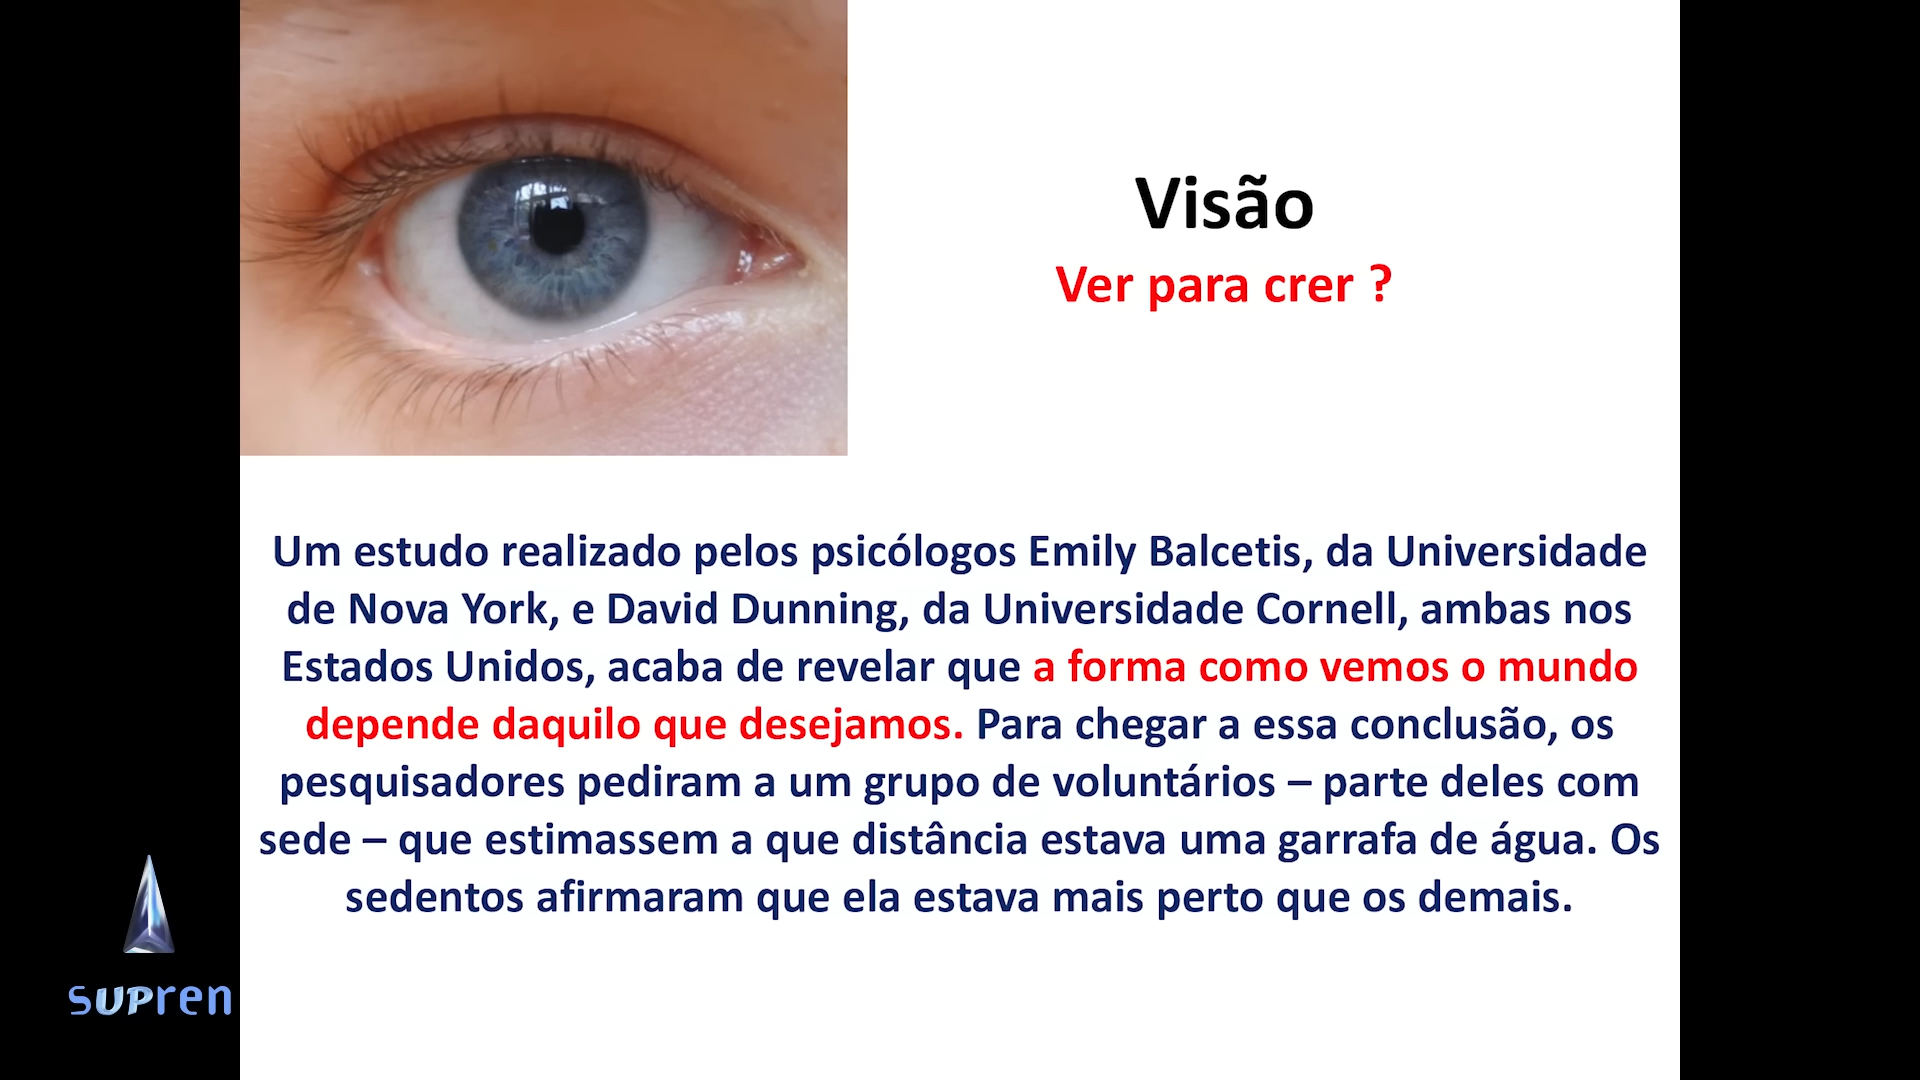 Visão
Ver para crer ?
Um estudo realizado pelos psicólogos Emily Balcetis, da Universidade
de Nova York, e David Dunning, da Universidade Cornell, ambas nos
Estados Unidos, acaba de revelar que a forma como vemos o mundo
depende daquilo que desejamos. Para chegar a essa conclusão, os
pesquisadores pediram a um grupo de voluntários – parte deles com
sede – que estimassem a que distância estava uma garrafa de água. Os
sedentos afirmaram que ela estava mais perto que os demais.
suPren